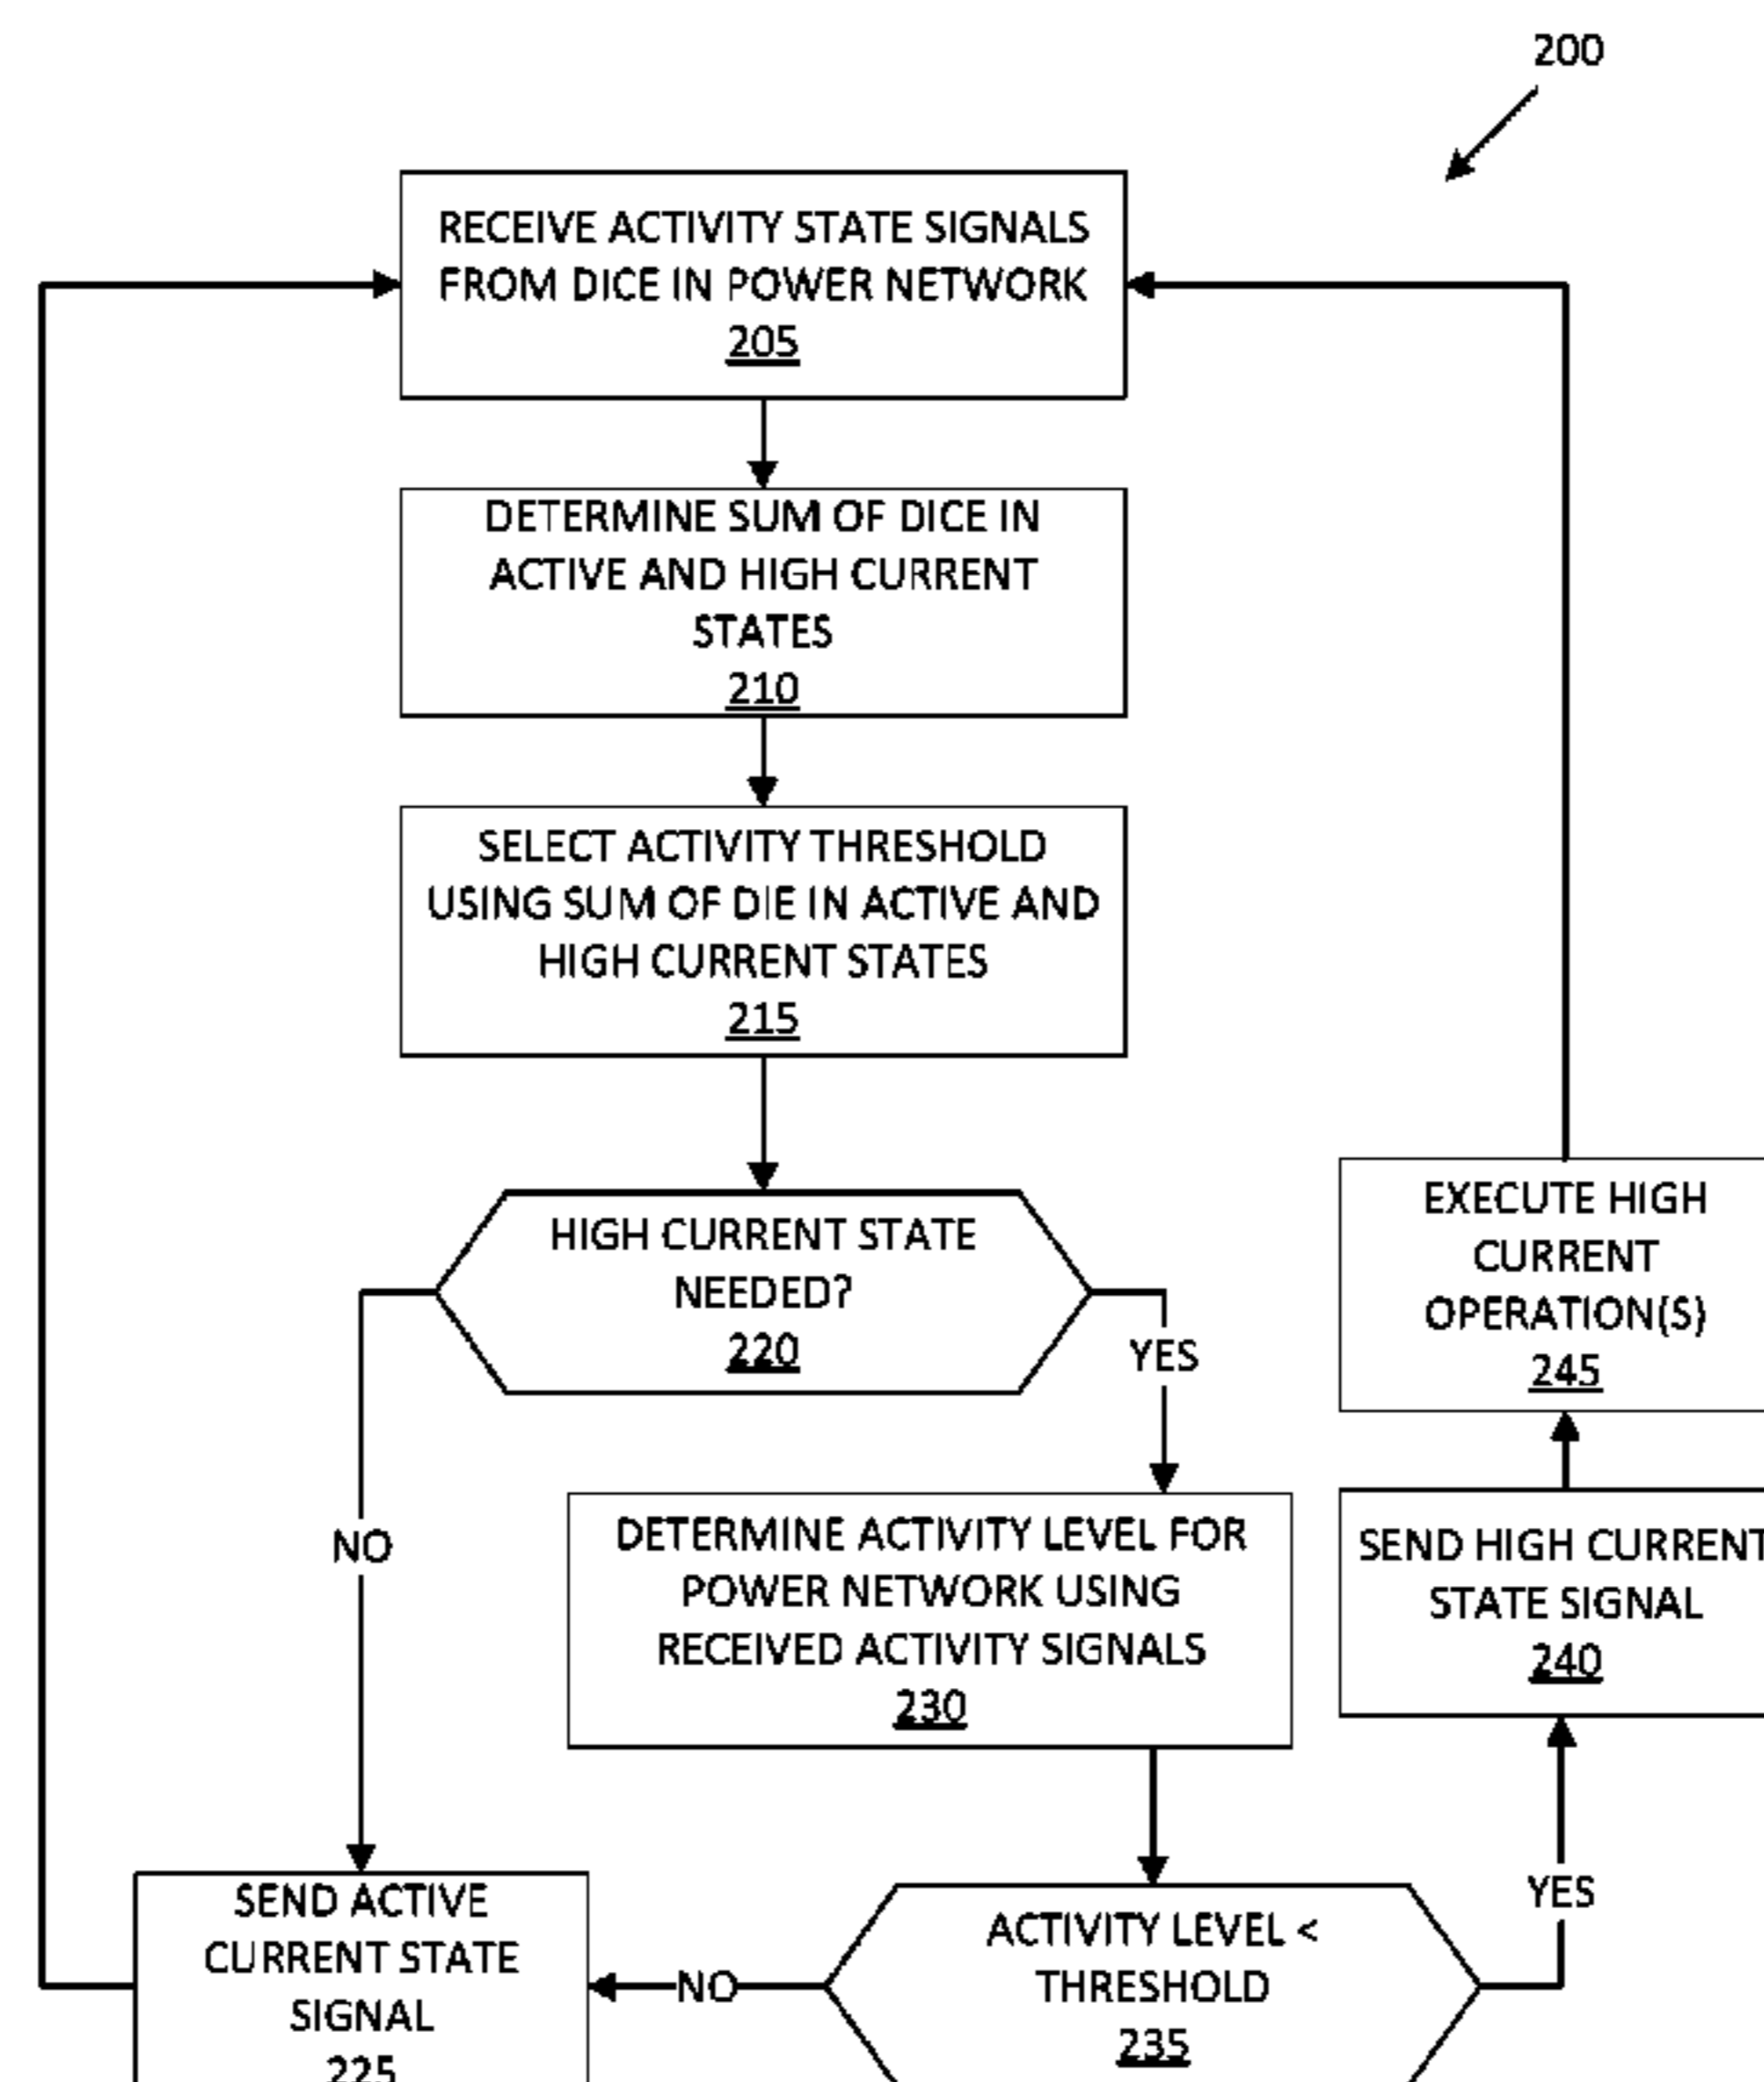 200
RECEIVE ACTIVITY STATE SIGNALS
FROM DICE IN POWER NETWORK
205
DETERMINE SUM OF DICE IN
ACTIVE AND HIGH CURRENT
STATES
210
SELECT ACTIVITY THRESHOLD
USING SUM OF DIE IN ACTIVE AND
HIGH CURRENT STATES
215
HIGH CURRENT STATE
NEEDED?
220
YES
NO
DETERMINE ACTIVITY LEVEL FOR
POWER NETWORK USING
RECEIVED ACTIVITY SIGNALS
230
EXECUTE HIGH
CURRENT
OPERATION(S)
245
SEND HIGH CURRENT
STATE SIGNAL
240
YES
SEND ACTIVE
CURRENT STATE
SIGNAL
225
NO
ACTIVITY LEVEL <
THRESHOLD
235